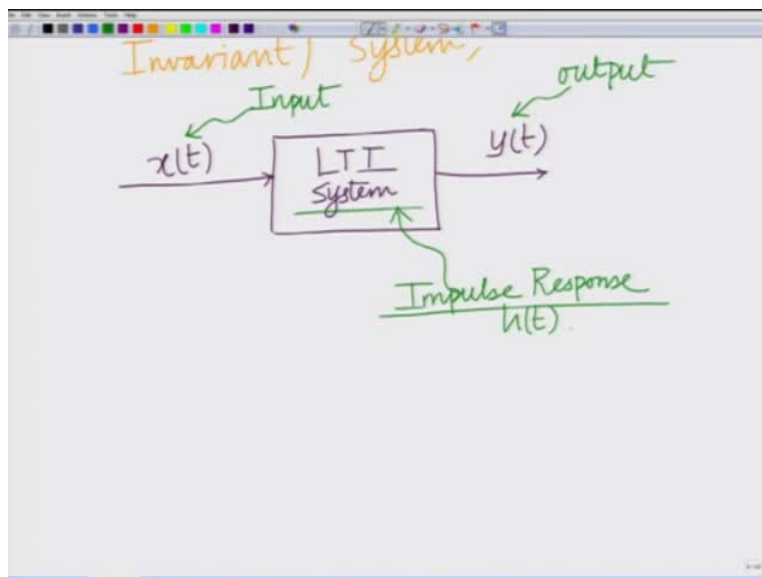 Invariant) System,
Input
output
x(t)
LTI
System
y(t)
Impulse Response
h(t)